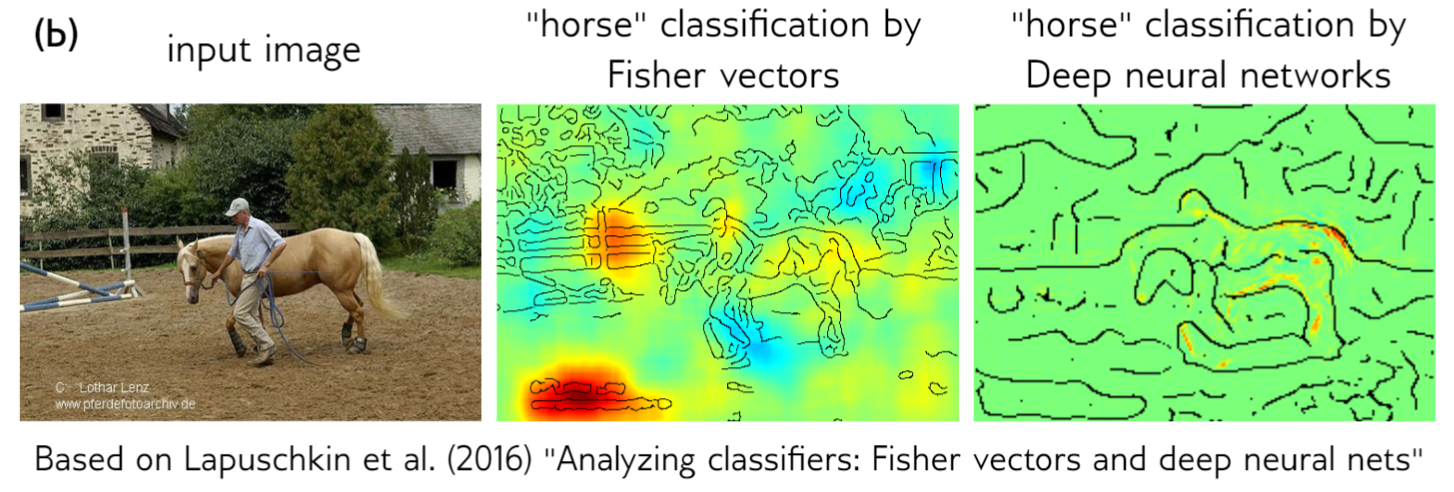 (b)
input image
"horse" classification by
Fisher vectors
"horse" classification by
Deep neural networks
C: Lothar Lenz
www.pferdefotoarchiv.de
Based on Lapuschkin et al. (2016) "Analyzing classifiers: Fisher vectors and deep neural nets"